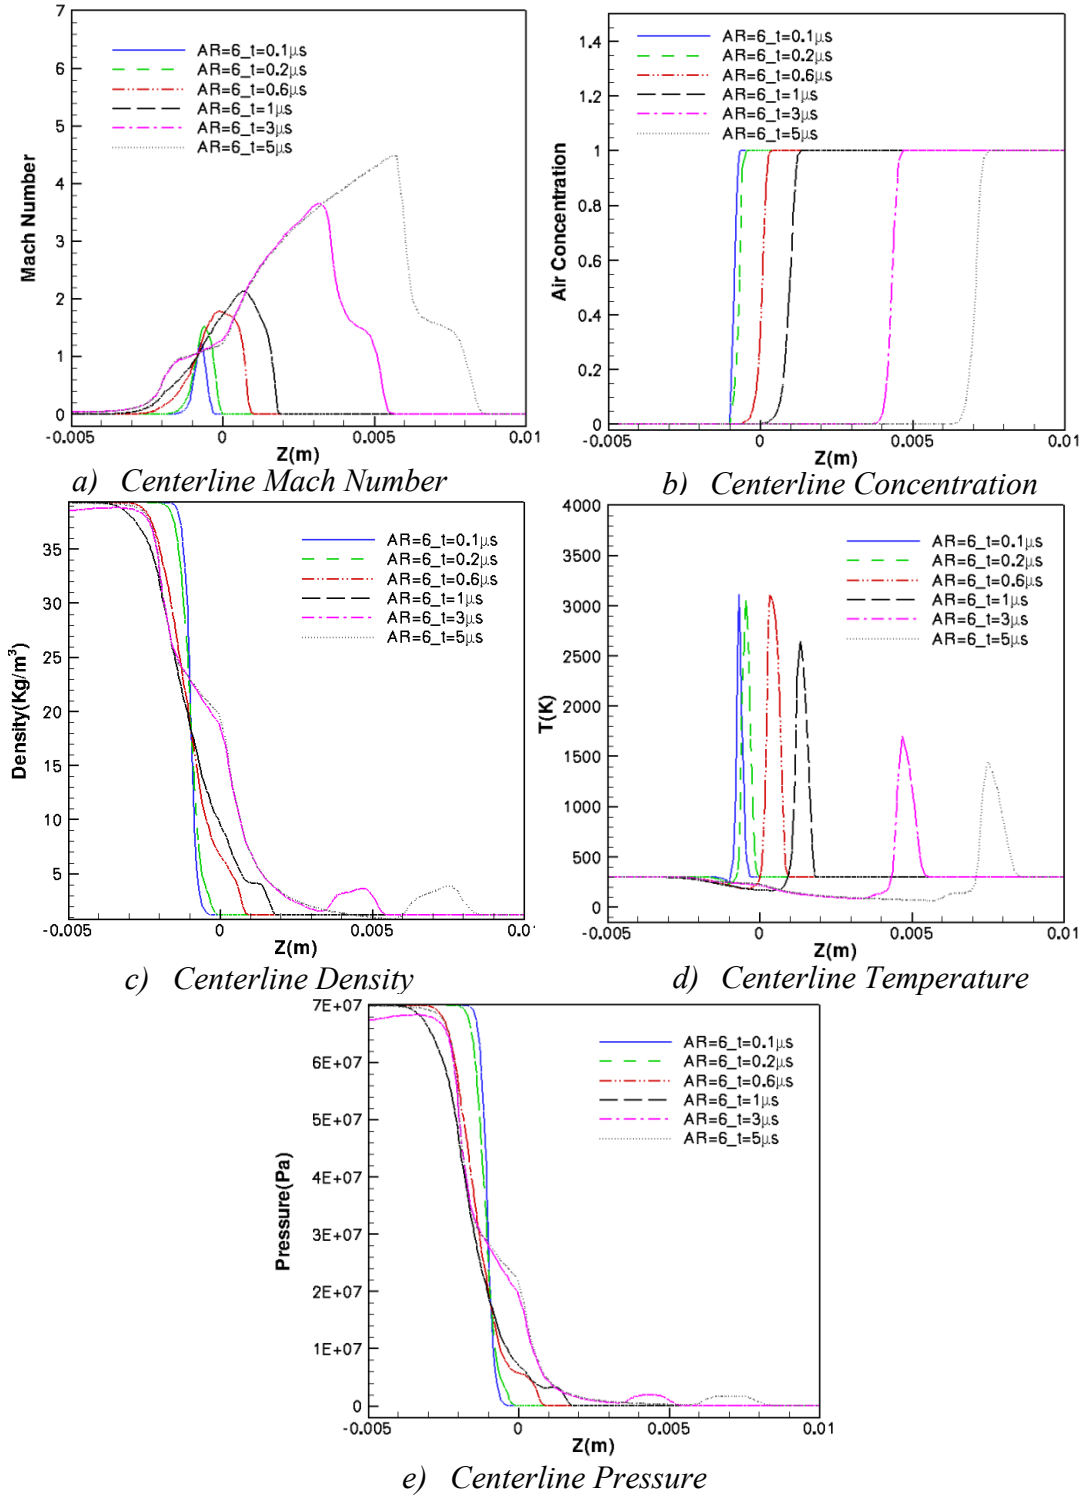 7
6
5
4
3
2
1
0
Mach Number
AR=6_t=0.1μs
AR=6_t=0.2μs
AR=6_t=0.6μs
AR=6_t=1μs
AR=6_t=3μs
AR=6_t=5μs
-0.005 0 0.005 0.01
Z(m)
a) Centerline Mach Number
1.4
1.2
1
0.8
0.6
0.4
0.2
0
Air Concentration
AR=6_t=0.1μs
AR=6_t=0.2μs
AR=6_t=0.6μs
AR=6_t=1μs
AR=6_t=3μs
AR=6_t=5μs
-0.005 0 0.005 0.01
Z(m)
b) Centerline Concentration
35
30
25
20
15
10
5
Density(Kg/m³)
AR=6_t=0.1μs
AR=6_t=0.2μs
AR=6_t=0.6μs
AR=6_t=1μs
AR=6_t=3μs
AR=6_t=5μs
-0.005 0 0.005 0.01
Z(m)
c) Centerline Density
4000
3500
3000
2500
2000
1500
1000
500
0
T(K)
AR=6_t=0.1μs
AR=6_t=0.2μs
AR=6_t=0.6μs
AR=6_t=1μs
AR=6_t=3μs
AR=6_t=5μs
-0.005 0 0.005 0.01
Z(m)
d) Centerline Temperature
7E+07
6E+07
5E+07
4E+07
3E+07
2E+07
1E+07
0
Pressure(Pa)
AR=6_t=0.1μs
AR=6_t=0.2μs
AR=6_t=0.6μs
AR=6_t=1μs
AR=6_t=3μs
AR=6_t=5μs
-0.005 0 0.005 0.01
Z(m)
e) Centerline Pressure